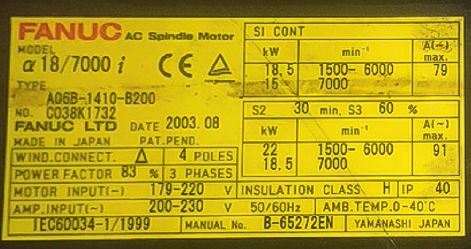 FANUC AC Spindle Motor
MODEL
α 18/7000 i
CE
TYPE
A06B-1410-B200
NO. C038K1732
FANUC LTD DATE 2003.08
MADE IN JAPAN PAT.PEND.
WIND.CONNECT. Δ 4 POLES
POWER FACTOR 83 % 3 PHASES
SI CONT
kW min⁻¹ A(~) max.
18.5 1500- 6000 79
15 7000
S2 30 min, S3 60 %
kW min⁻¹ A(~) max.
22 1500- 6000 91
18.5 7000
MOTOR INPUT(~) 179-220 V INSULATION CLASS H IP 40
AMP.INPUT(~) 200-230 V 50/60Hz AMB.TEMP.0-40°C
IEC60034-1/1999 MANUAL No. B-65272EN YAMANASHI JAPAN